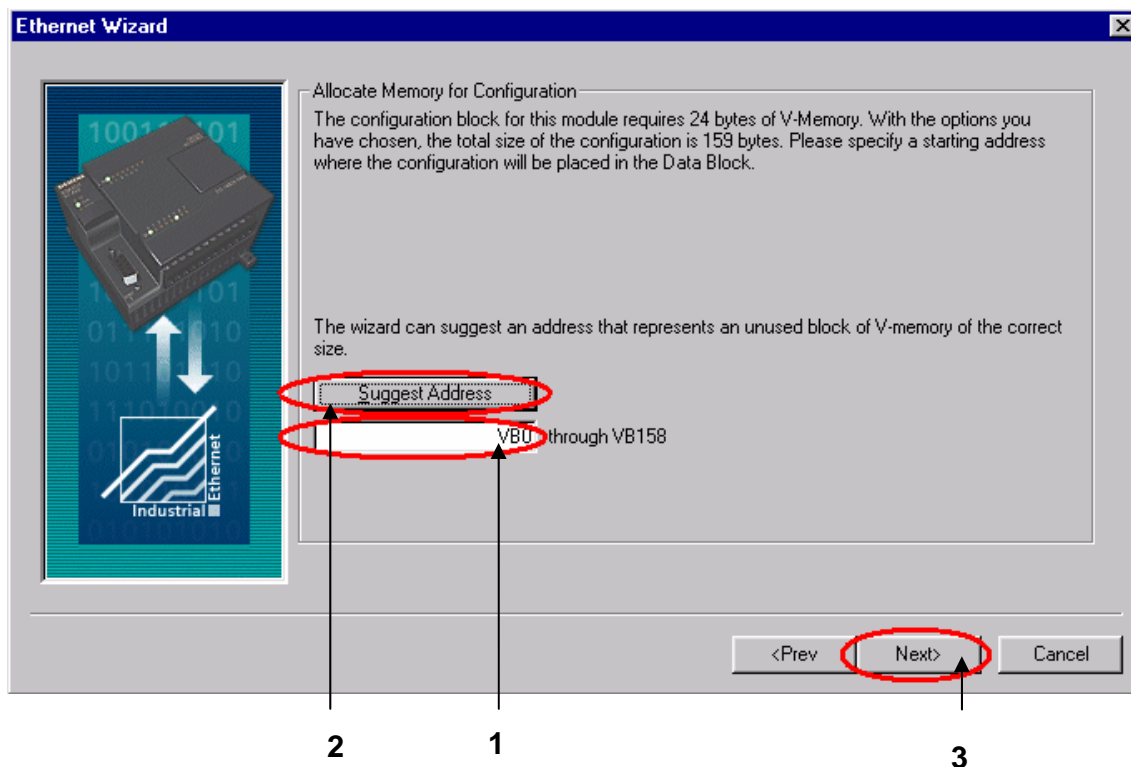 Ethernet Wizard
Allocate Memory for Configuration
The configuration block for this module requires 24 bytes of V-Memory. With the options you
have chosen, the total size of the configuration is 159 bytes. Please specify a starting address
where the configuration will be placed in the Data Block.
The wizard can suggest an address that represents an unused block of V-memory of the correct
size.
Suggest Address
VB0 through VB158
Industrial
Ethernet
<Prev
Next>
Cancel
2
1
3